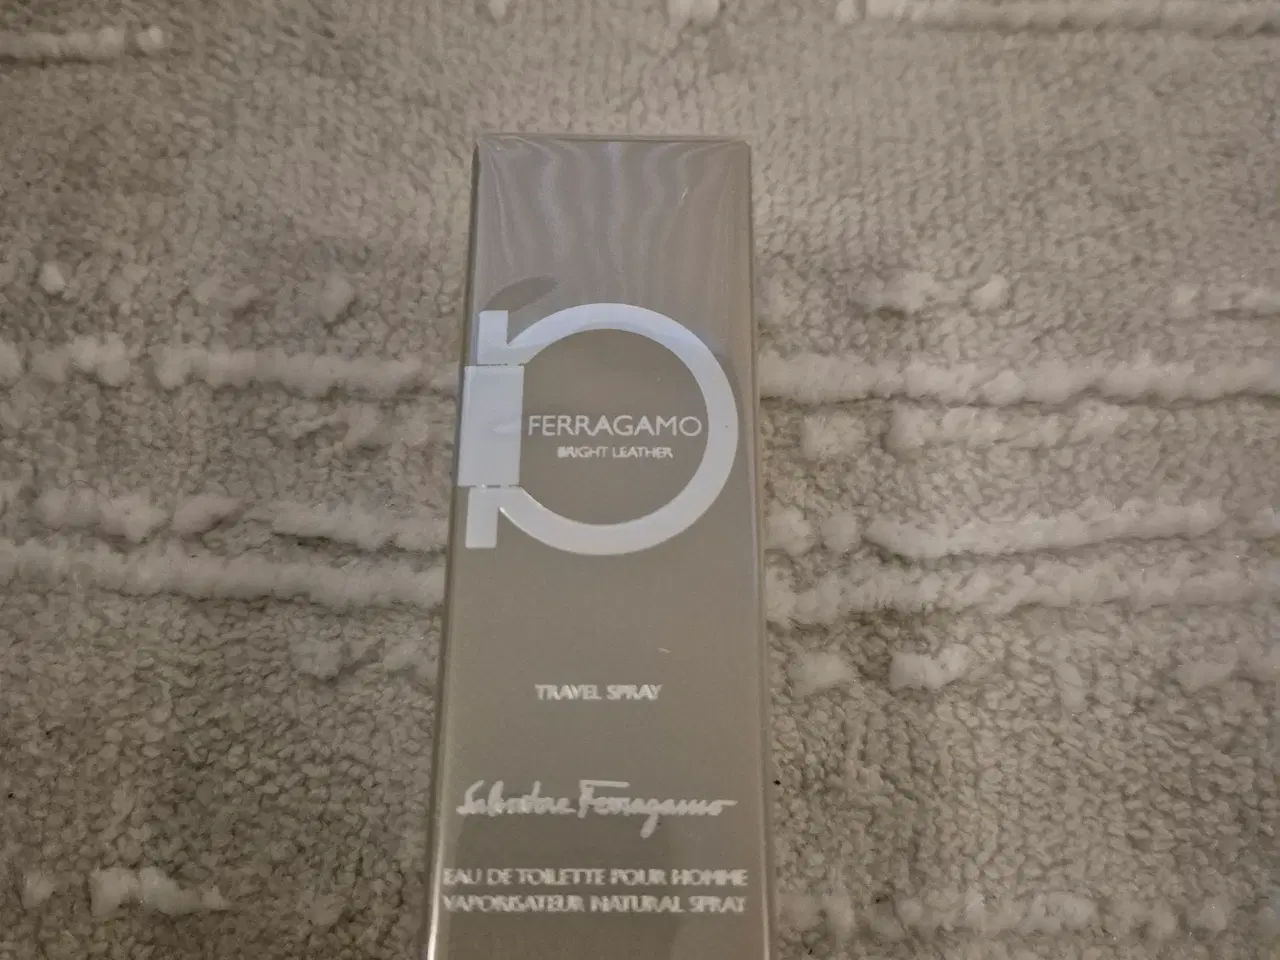 FERRAGAMO
BRIGHT LEATHER
TRAVEL SPRAY
Salvatore Ferragamo
EAU DE TOILETTE POUR HOMME
VAPORISATEUR NATURAL SPRAY